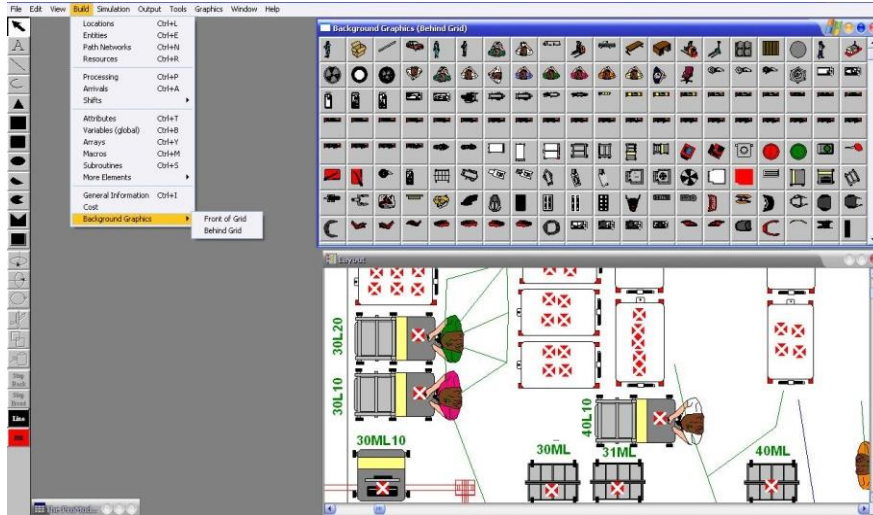 File Edit View Build Simulation Output Tools Graphics Window Help
Locations Ctrl+L
Entities Ctrl+E
Path Networks Ctrl+N
Resources Ctrl+R
Processing Ctrl+P
Arrivals Ctrl+A
Shifts
Attributes Ctrl+T
Variables (global) Ctrl+B
Arrays Ctrl+Y
Macros Ctrl+M
Subroutines Ctrl+S
More Elements
General Information Ctrl+I
Cost
Background Graphics
Front of Grid
Behind Grid
A
Line
Background Graphics (Behind Grid)
Layout
30L20
30L10
40L10
30ML10
30ML
31ML
40ML